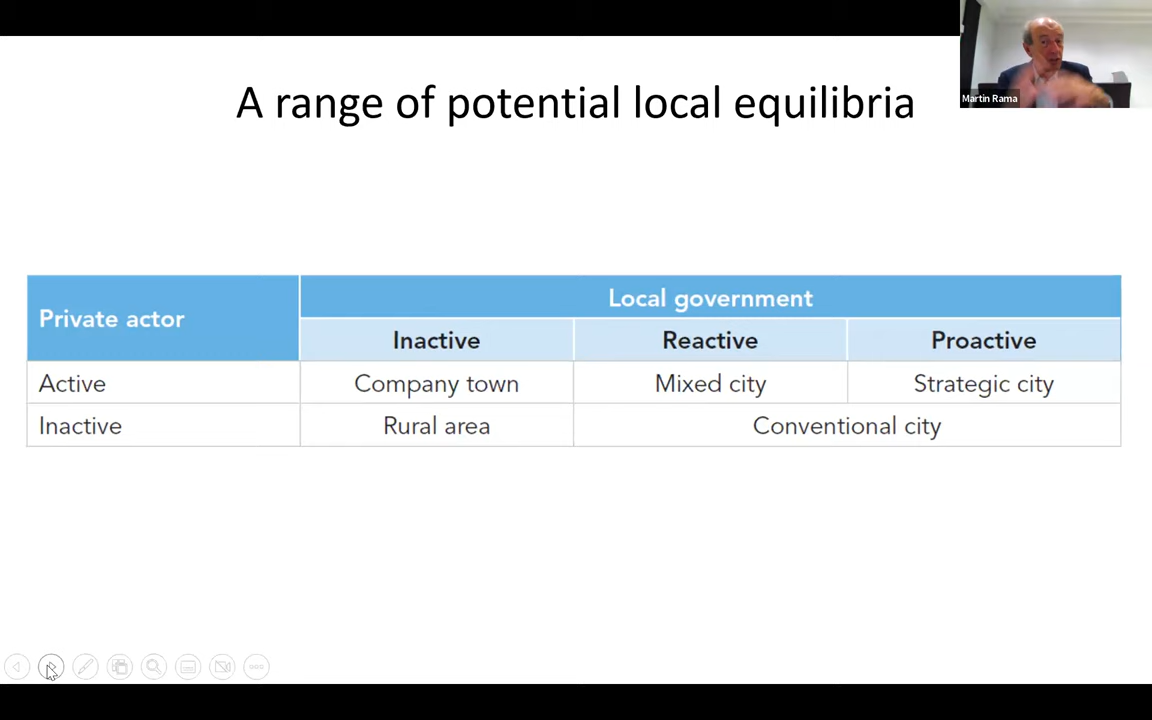 A range of potential local equilibria
Martin Rama
Private actor
Local government
Inactive Reactive Proactive
Active Company town Mixed city Strategic city
Inactive Rural area Conventional city